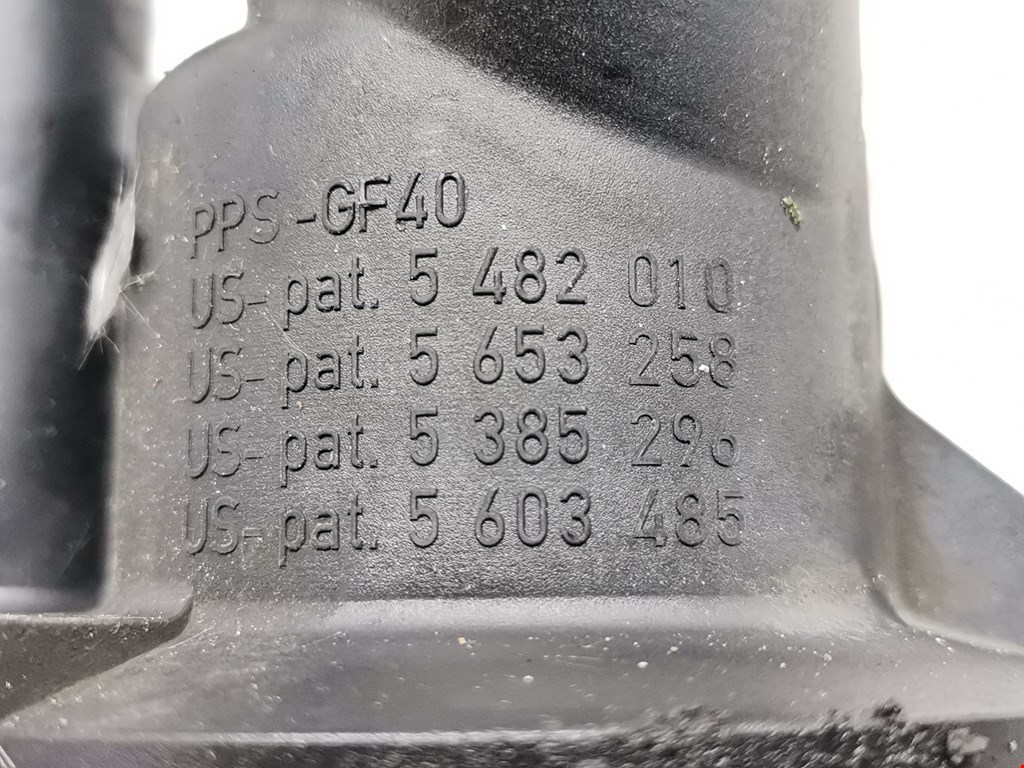 PPS-GF40
US-pat. 5 482 010
US-pat. 5 653 258
US-pat. 5 385 296
US-pat. 5 603 485